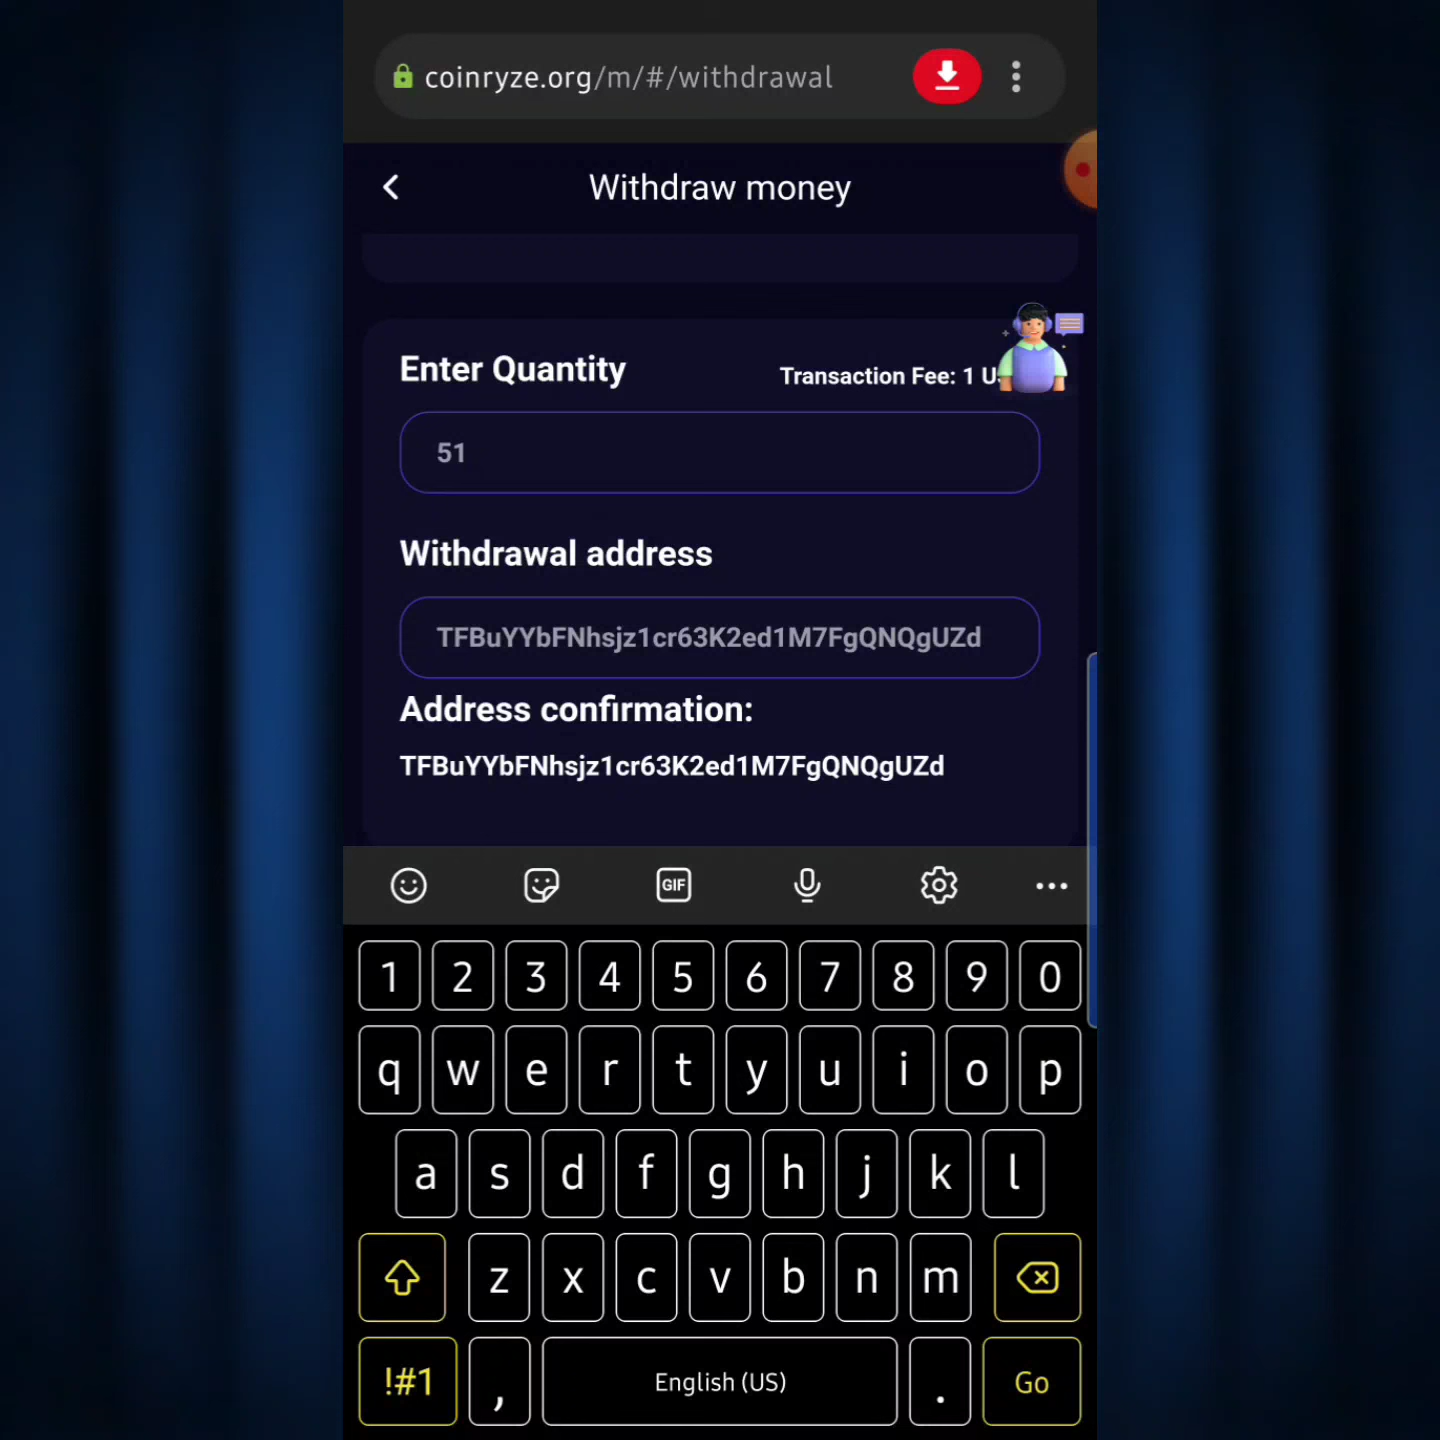 coinryze.org/m/#/withdrawal
Withdraw money
Enter Quantity
Transaction Fee: 1
51
Withdrawal address
TFBuYYbFNhsjz1cr63K2ed1M7FgQNQgUZd
Address confirmation:
TFBuYYbFNhsjz1cr63K2ed1M7FgQNQgUZd
GIF
1 2 3 4 5 6 7 8 9 0
q w e r t y u i o p
a s d f g h j k l
z x c v b n m
!#1 , English (US) . Go